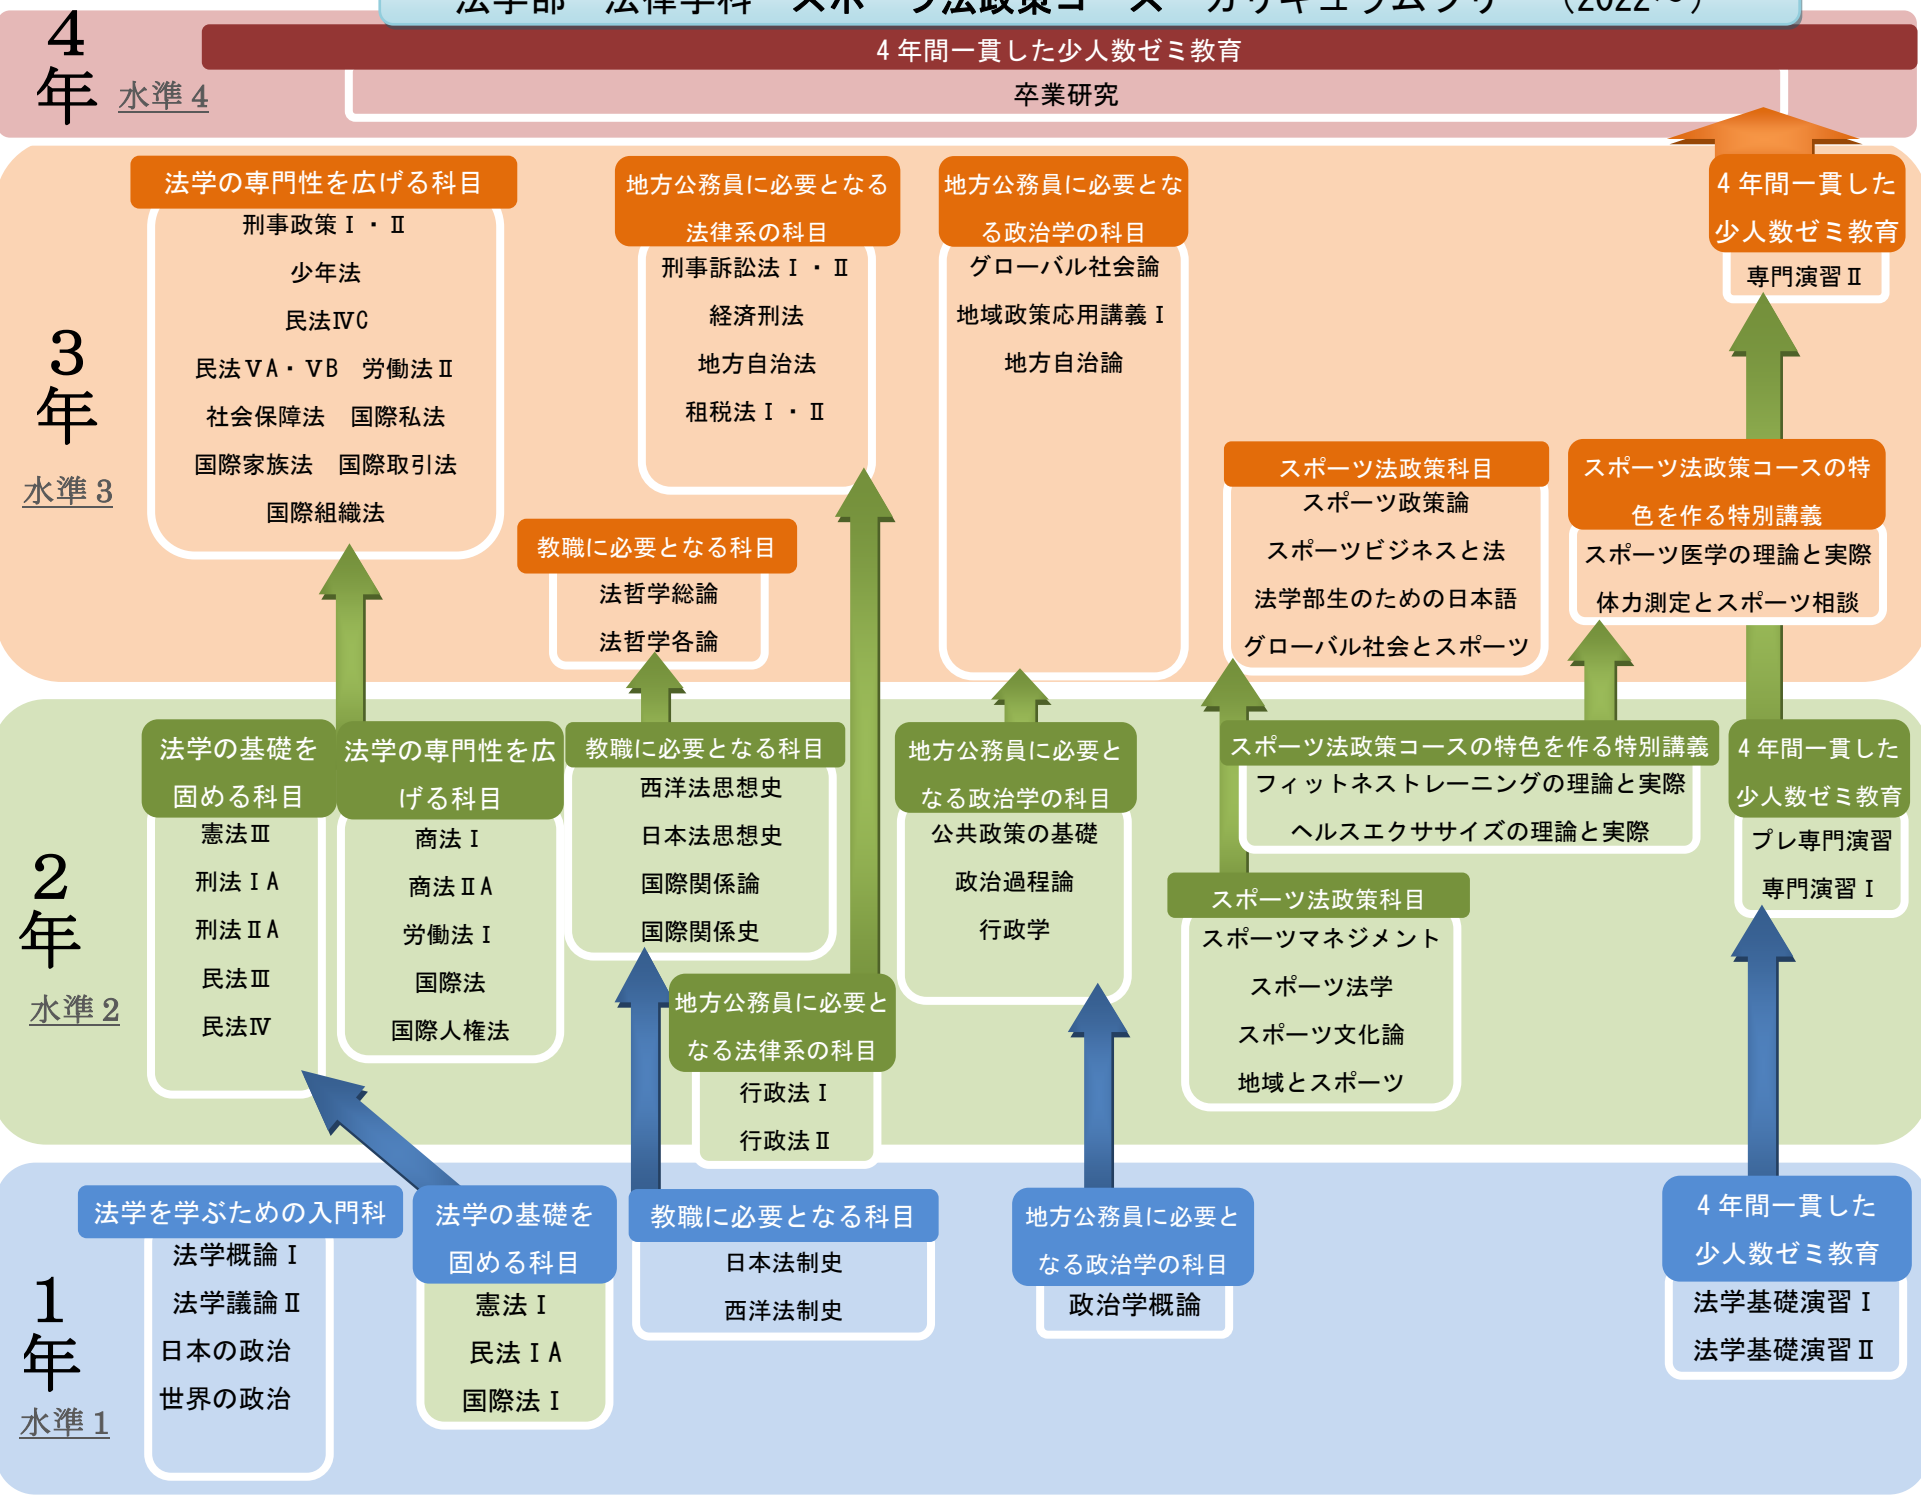 法学部 法律学科 スポーツ法政策コース カリキュラムツリー (2022~)
4年
水準4
4年間一貫した少人数ゼミ教育
卒業研究
3年
水準3
法学の専門性を広げる科目
刑事政策Ⅰ・Ⅱ
少年法
民法ⅣC
民法ⅤA・ⅤB 労働法Ⅱ
社会保障法 国際私法
国際家族法 国際取引法
国際組織法
地方公務員に必要となる
法律系の科目
刑事訴訟法Ⅰ・Ⅱ
経済刑法
地方自治法
租税法Ⅰ・Ⅱ
地方公務員に必要とな
る政治学の科目
グローバル社会論
地域政策応用講義Ⅰ
地方自治論
4年間一貫した
少人数ゼミ教育
専門演習Ⅱ
教職に必要となる科目
法哲学総論
法哲学各論
スポーツ法政策科目
スポーツ政策論
スポーツビジネスと法
法学部生のための日本語
グローバル社会とスポーツ
スポーツ法政策コースの特
色を作る特別講義
スポーツ医学の理論と実際
体力測定とスポーツ相談
2年
水準2
法学の基礎を
固める科目
憲法Ⅲ
刑法ⅠA
刑法ⅡA
民法Ⅲ
民法Ⅳ
法学の専門性を広
げる科目
商法Ⅰ
商法ⅡA
労働法Ⅰ
国際法
国際人権法
教職に必要となる科目
西洋法思想史
日本法思想史
国際関係論
国際関係史
地方公務員に必要と
なる法律系の科目
行政法Ⅰ
行政法Ⅱ
地方公務員に必要と
なる政治学の科目
公共政策の基礎
政治過程論
行政学
スポーツ法政策コースの特色を作る特別講義
フィットネストレーニングの理論と実際
ヘルスエクササイズの理論と実際
スポーツ法政策科目
スポーツマネジメント
スポーツ法学
スポーツ文化論
地域とスポーツ
4年間一貫した
少人数ゼミ教育
プレ専門演習
専門演習Ⅰ
1年
水準1
法学を学ぶための入門科
法学概論Ⅰ
法学議論Ⅱ
日本の政治
世界の政治
法学の基礎を
固める科目
憲法Ⅰ
民法ⅠA
国際法Ⅰ
教職に必要となる科目
日本法制史
西洋法制史
地方公務員に必要と
なる政治学の科目
政治学概論
4年間一貫した
少人数ゼミ教育
法学基礎演習Ⅰ
法学基礎演習Ⅱ